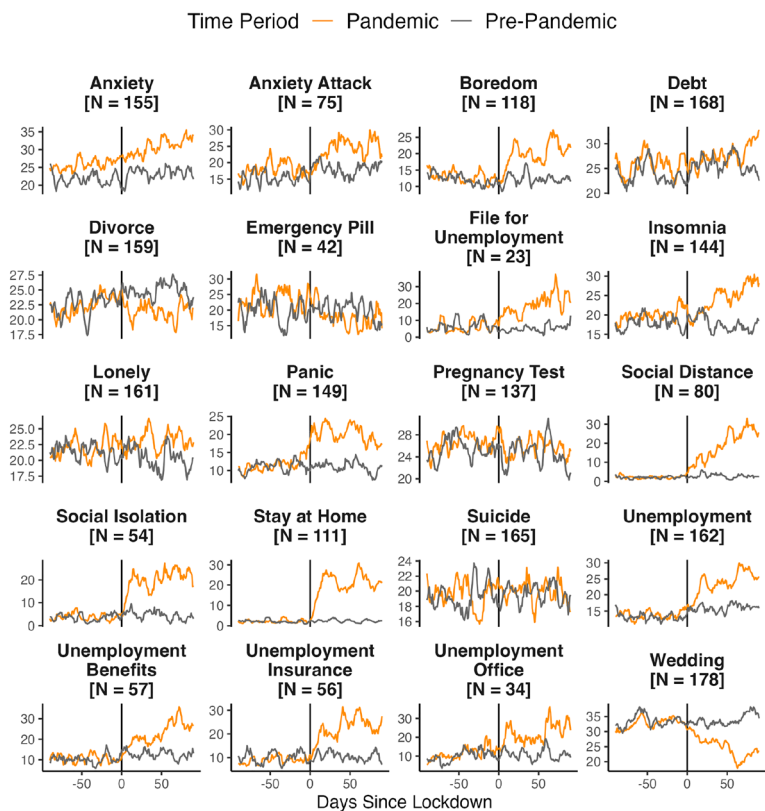 Time Period Pandemic Pre-Pandemic
Anxiety
[N = 155]
Anxiety Attack
[N = 75]
Boredom
[N = 118]
Debt
[N = 168]
35
30
25
20
30
25
20
15
25
20
15
10
30
25
20
Divorce
[N = 159]
Emergency Pill
[N = 42]
File for
Unemployment
[N = 23]
Insomnia
[N = 144]
27.5
25.0
22.5
20.0
17.5
30
25
20
15
30
20
10
0
30
25
20
15
Lonely
[N = 161]
Panic
[N = 149]
Pregnancy Test
[N = 137]
Social Distance
[N = 80]
25.0
22.5
20.0
17.5
25
20
15
10
28
24
20
30
20
10
0
Social Isolation
[N = 54]
Stay at Home
[N = 111]
Suicide
[N = 165]
Unemployment
[N = 162]
20
10
0
30
20
10
0
24
22
20
18
16
30
25
20
15
10
Unemployment
Benefits
[N = 57]
Unemployment
Insurance
[N = 56]
Unemployment
Office
[N = 34]
Wedding
[N = 178]
30
20
10
30
20
10
30
20
10
35
30
25
20
-50 0 50
-50 0 50
-50 0 50
-50 0 50
Days Since Lockdown